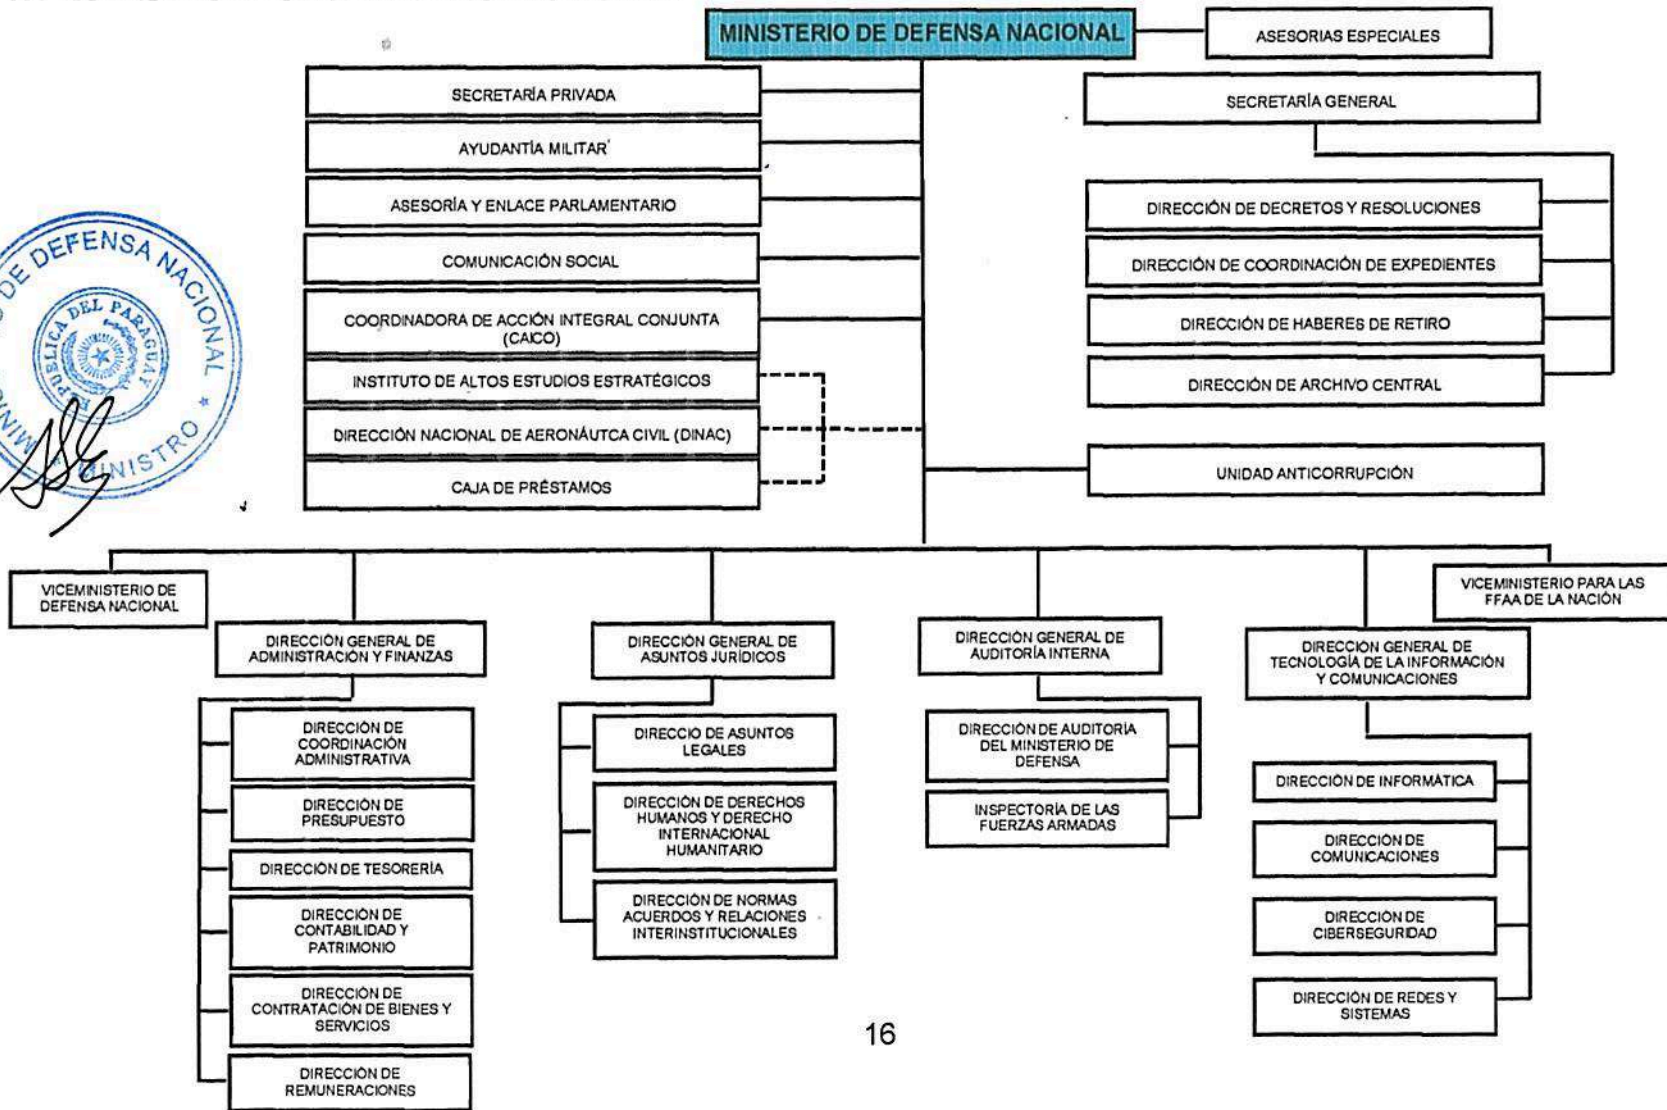 MINISTERIO DE DEFENSA NACIONAL
ASESORIAS ESPECIALES
SECRETARÍA PRIVADA
AYUDANTÍA MILITAR
ASESORÍA Y ENLACE PARLAMENTARIO
COMUNICACIÓN SOCIAL
COORDINADORA DE ACCIÓN INTEGRAL CONJUNTA
(CAICO)
INSTITUTO DE ALTOS ESTUDIOS ESTRATÉGICOS
DIRECCIÓN NACIONAL DE AERONÁUTCA CIVIL (DINAC)
CAJA DE PRÉSTAMOS
SECRETARÍA GENERAL
DIRECCIÓN DE DECRETOS Y RESOLUCIONES
DIRECCIÓN DE COORDINACIÓN DE EXPEDIENTES
DIRECCIÓN DE HABERES DE RETIRO
DIRECCIÓN DE ARCHIVO CENTRAL
UNIDAD ANTICORRUPCIÓN
DE DEFENSA NACIONAL
MINISTRO
DEL PARAGUAY
VICEMINISTERIO DE
DEFENSA NACIONAL
DIRECCIÓN GENERAL DE
ADMINISTRACIÓN Y FINANZAS
DIRECCIÓN DE
COORDINACIÓN
ADMINISTRATIVA
DIRECCIÓN DE
PRESUPUESTO
DIRECCIÓN DE TESORERÍA
DIRECCIÓN DE
CONTABILIDAD Y
PATRIMONIO
DIRECCIÓN DE
CONTRATACIÓN DE BIENES Y
SERVICIOS
DIRECCIÓN DE
REMUNERACIONES
DIRECCIÓN GENERAL DE
ASUNTOS JURÍDICOS
DIRECCIO DE ASUNTOS
LEGALES
DIRECCIÓN DE DERECHOS
HUMANOS Y DERECHO
INTERNACIONAL
HUMANITARIO
DIRECCIÓN DE NORMAS
ACUERDOS Y RELACIONES
INTERINSTITUCIONALES
DIRECCIÓN GENERAL DE
AUDITORÍA INTERNA
DIRECCIÓN DE AUDITORÍA
DEL MINISTERIO DE
DEFENSA
INSPECTORÍA DE LAS
FUERZAS ARMADAS
VICEMINISTERIO PARA LAS
FFAA DE LA NACIÓN
DIRECCIÓN GENERAL DE
TECNOLOGÍA DE LA INFORMACIÓN
Y COMUNICACIONES
DIRECCIÓN DE INFORMÁTICA
DIRECCIÓN DE
COMUNICACIONES
DIRECCIÓN DE
CIBERSEGURIDAD
DIRECCIÓN DE REDES Y
SISTEMAS
16